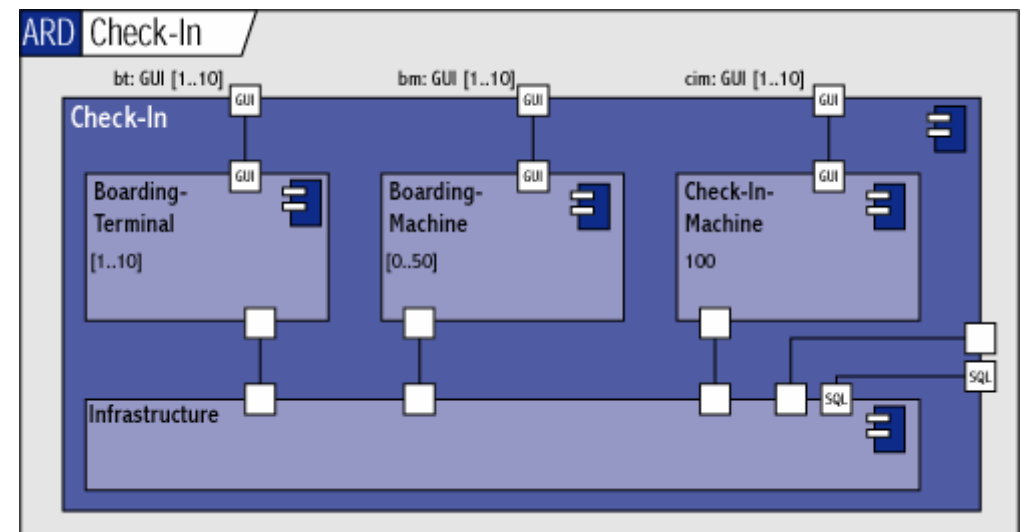 ARD Check-In
bt: GUI [1..10] bm: GUI [1..10] cim: GUI [1..10]
GUI GUI GUI
Check-In
GUI GUI GUI
Boarding- Boarding- Check-In-
Terminal Machine Machine
[1..10] [0..50] 100
SQL
SQL
Infrastructure